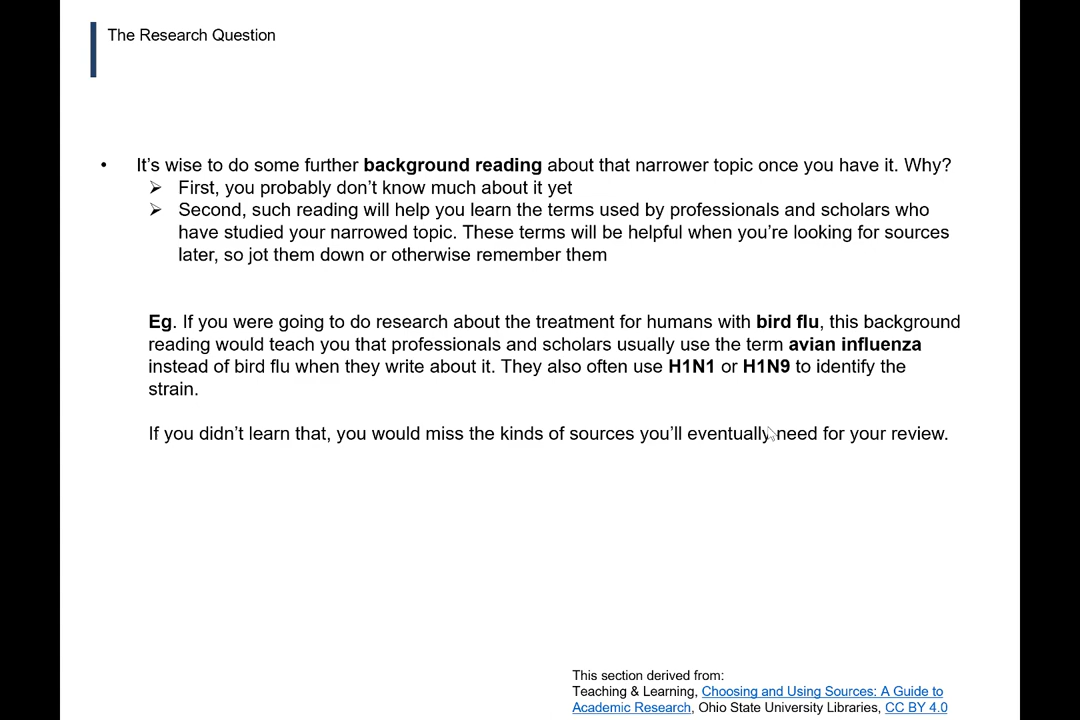 The Research Question
• It's wise to do some further background reading about that narrower topic once you have it. Why?
➢ First, you probably don't know much about it yet
➢ Second, such reading will help you learn the terms used by professionals and scholars who
have studied your narrowed topic. These terms will be helpful when you're looking for sources
later, so jot them down or otherwise remember them
Eg. If you were going to do research about the treatment for humans with bird flu, this background
reading would teach you that professionals and scholars usually use the term avian influenza
instead of bird flu when they write about it. They also often use H1N1 or H1N9 to identify the
strain.
If you didn't learn that, you would miss the kinds of sources you'll eventually need for your review.
This section derived from:
Teaching & Learning, Choosing and Using Sources: A Guide to
Academic Research, Ohio State University Libraries, CC BY 4.0